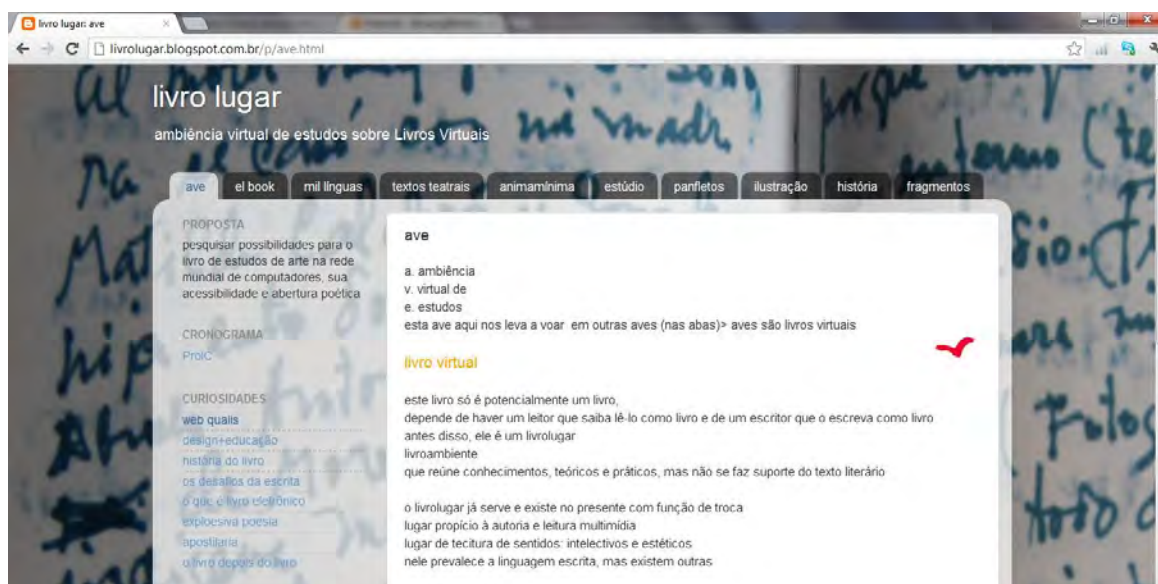 livro lugar: ave
livrolugar.blogspot.com.br/p/ave.html
livro lugar
ambiência virtual de estudos sobre Livros Virtuais
ave el book mil línguas textos teatrais animamínima estúdio panfletos ilustração história fragmentos
PROPOSTA
pesquisar possibilidades para o
livro de estudos de arte na rede
mundial de computadores, sua
acessibilidade e abertura poética
CRONOGRAMA
ProIC
CURIOSIDADES
web qualis
design+educação
história do livro
os desafios da escrita
o que é livro eletrônico
exploesiva poesia
apostilaria
o livro depois do livro
ave
a. ambiência
v. virtual de
e. estudos
esta ave aqui nos leva a voar em outras aves (nas abas)> aves são livros virtuais
livro virtual
este livro só é potencialmente um livro,
depende de haver um leitor que saiba lê-lo como livro e de um escritor que o escreva como livro
antes disso, ele é um livrolugar
livroambiente
que reúne conhecimentos, teóricos e práticos, mas não se faz suporte do texto literário
o livrolugar já serve e existe no presente com função de troca
lugar propício à autoria e leitura multimídia
lugar de tecitura de sentidos: intelectivos e estéticos
nele prevalece a linguagem escrita, mas existem outras